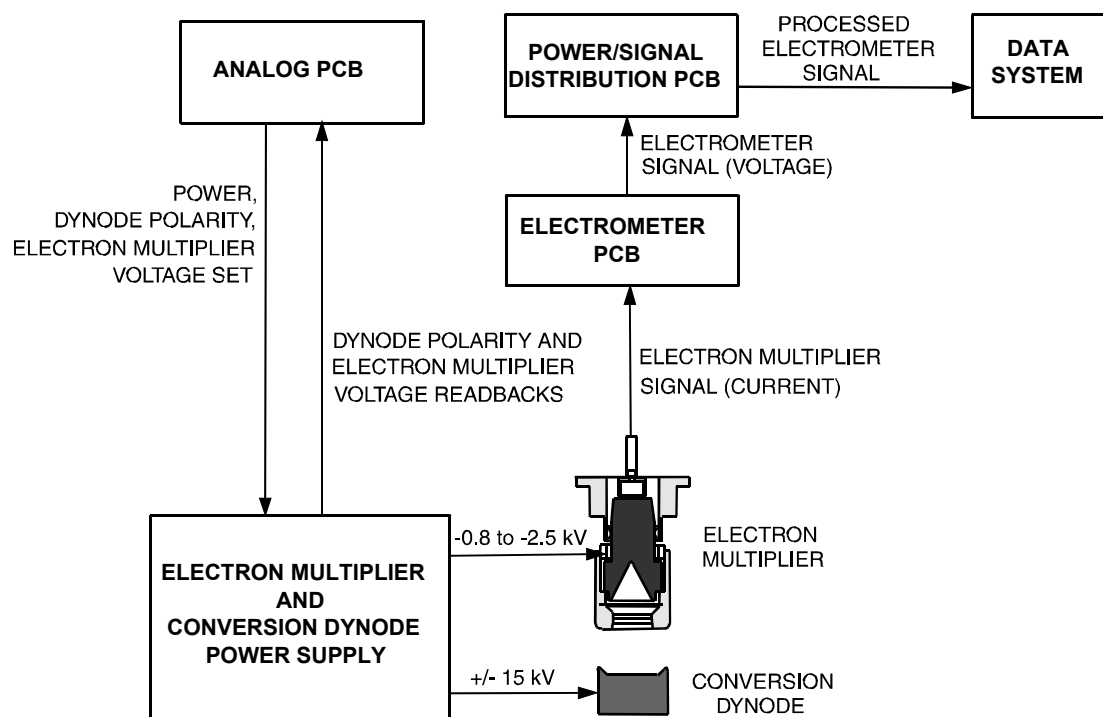 ANALOG PCB
POWER/SIGNAL
DISTRIBUTION PCB
PROCESSED
ELECTROMETER
SIGNAL
DATA
SYSTEM
ELECTROMETER
SIGNAL (VOLTAGE)
POWER,
DYNODE POLARITY,
ELECTRON MULTIPLIER
VOLTAGE SET
ELECTROMETER
PCB
DYNODE POLARITY AND
ELECTRON MULTIPLIER
VOLTAGE READBACKS
ELECTRON MULTIPLIER
SIGNAL (CURRENT)
ELECTRON MULTIPLIER
AND
CONVERSION DYNODE
POWER SUPPLY
-0.8 to -2.5 kV
ELECTRON
MULTIPLIER
+/- 15 kV
CONVERSION
DYNODE